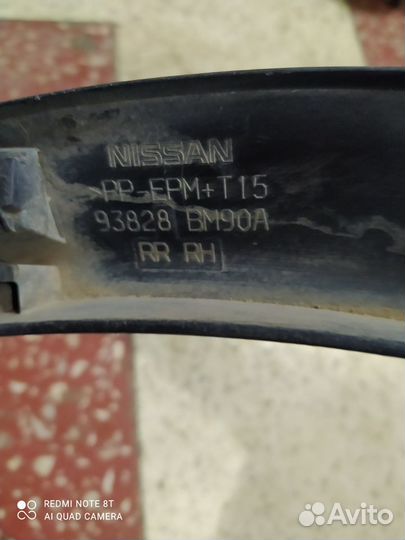 NISSAN
PP-EPM+T15
93828 BM90A
RR RH
REDMI NOTE 8T
AI QUAD CAMERA
Avito